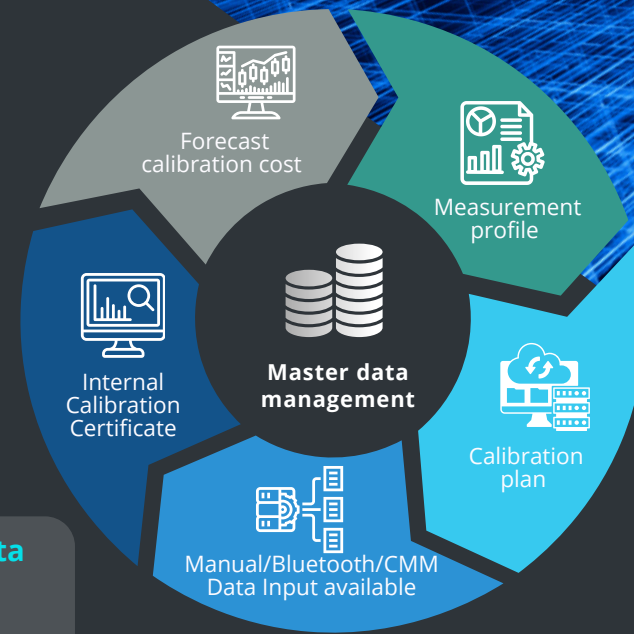 Forecast
calibration cost
Measurement
profile
Master data
management
Internal
Calibration
Certificate
Calibration
plan
Manual/Bluetooth/CMM
Data Input available
ta